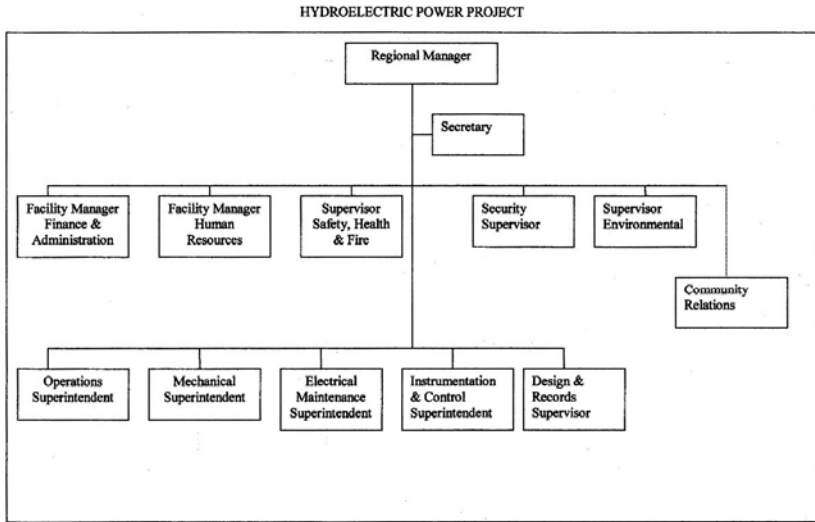 HYDROELECTRIC POWER PROJECT
Regional Manager
Secretary
Facility Manager
Finance &
Administration
Facility Manager
Human
Resources
Supervisor
Safety, Health
& Fire
Security
Supervisor
Supervisor
Environmental
Community
Relations
Operations
Superintendent
Mechanical
Superintendent
Electrical
Maintenance
Superintendent
Instrumentation
& Control
Superintendent
Design &
Records
Supervisor